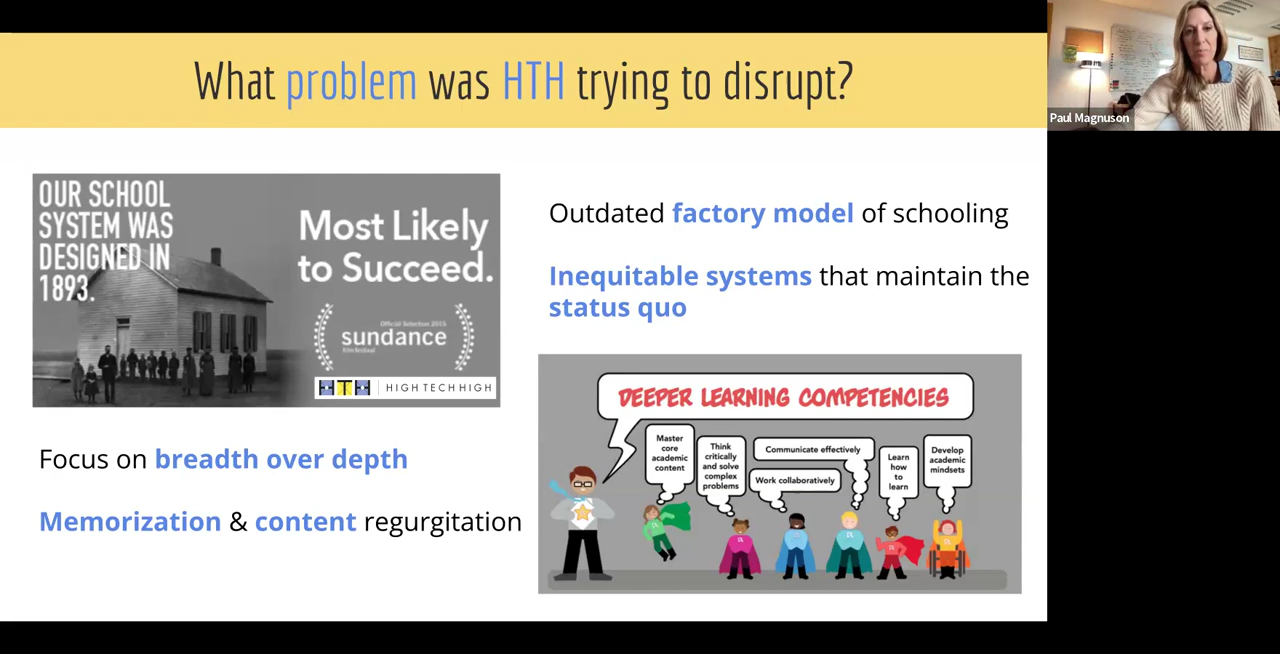 What problem was HTH trying to disrupt?
Paul Magnuson
OUR SCHOOL
SYSTEM WAS
DESIGNED IN
1893.
Most Likely
to Succeed.
Official Selection 2015
sundance
film festival
HTH | HIGH TECH HIGH
Focus on breadth over depth
Memorization & content regurgitation
Outdated factory model of schooling
Inequitable systems that maintain the
status quo
DEEPER LEARNING COMPETENCIES
Master
core
academic
content
Think
critically
and solve
complex
problems
Communicate effectively
Work collaboratively
Learn
how
to
learn
Develop
academic
mindsets